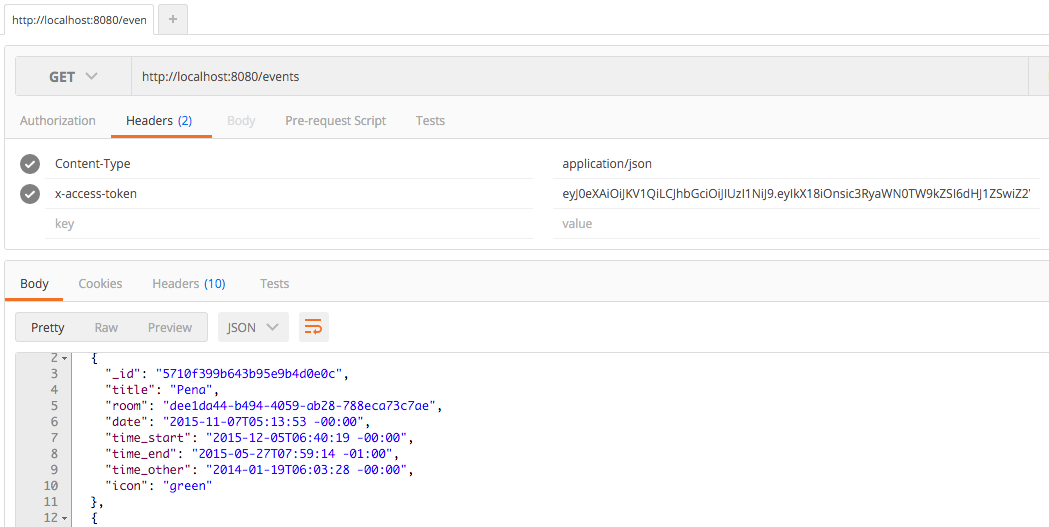 http://localhost:8080/even +
GET http://localhost:8080/events
Authorization Headers (2) Body Pre-request Script Tests
Content-Type application/json
x-access-token eyJ0eXAiOiJKV1QiLCJhbGciOiJIUzI1NiJ9.eyIkX18iOnsic3RyaWN0TW9kZSI6dHJ1ZSwiZ2
key value
Body Cookies Headers (10) Tests
Pretty Raw Preview JSON
2 {
3 "_id": "5710f399b643b95e9b4d0e0c",
4 "title": "Pena",
5 "room": "dee1da44-b494-4059-ab28-788eca73c7ae",
6 "date": "2015-11-07T05:13:53 -00:00",
7 "time_start": "2015-12-05T06:40:19 -00:00",
8 "time_end": "2015-05-27T07:59:14 -01:00",
9 "time_other": "2014-01-19T06:03:28 -00:00",
10 "icon": "green"
11 },
12 {